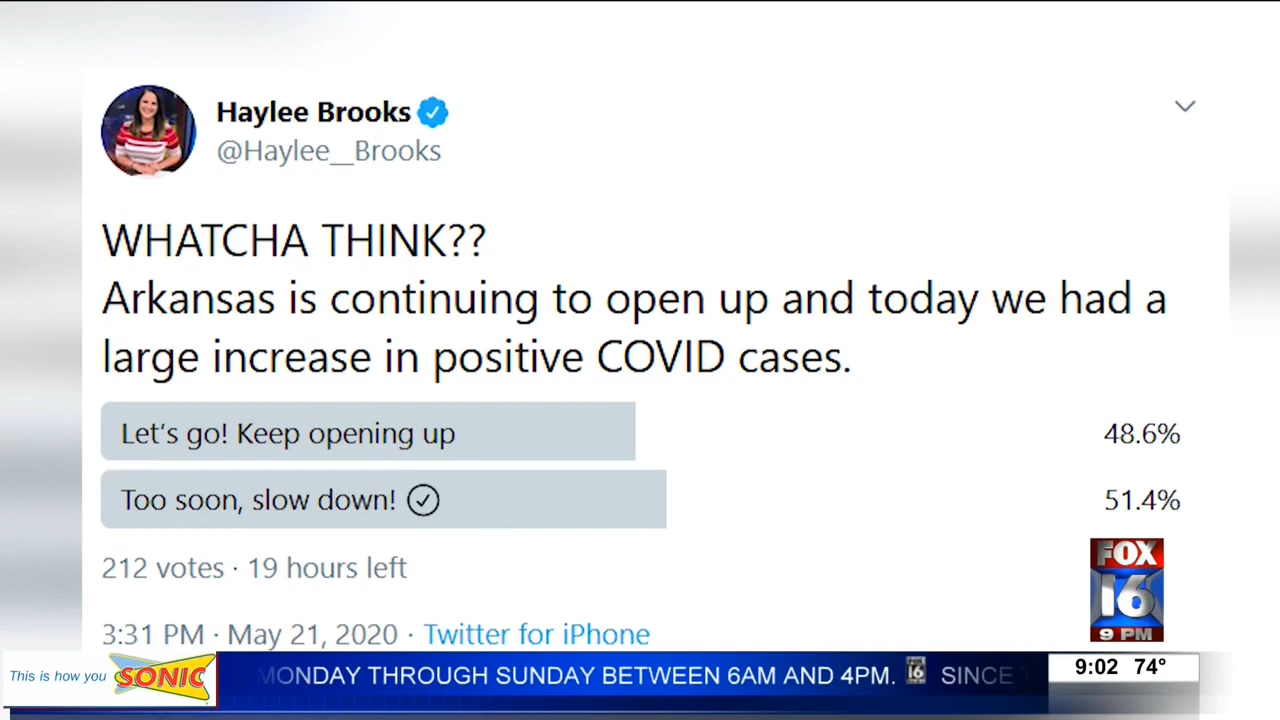 Haylee Brooks
@Haylee__Brooks
WHATCHA THINK??
Arkansas is continuing to open up and today we had a
large increase in positive COVID cases.
Let's go! Keep opening up 48.6%
Too soon, slow down! 51.4%
212 votes · 19 hours left
3:31 PM · May 21, 2020 · Twitter for iPhone
FOX
16
9 PM
This is how you SONIC
MONDAY THROUGH SUNDAY BETWEEN 6AM AND 4PM. 16 SINCE
9:02 74°